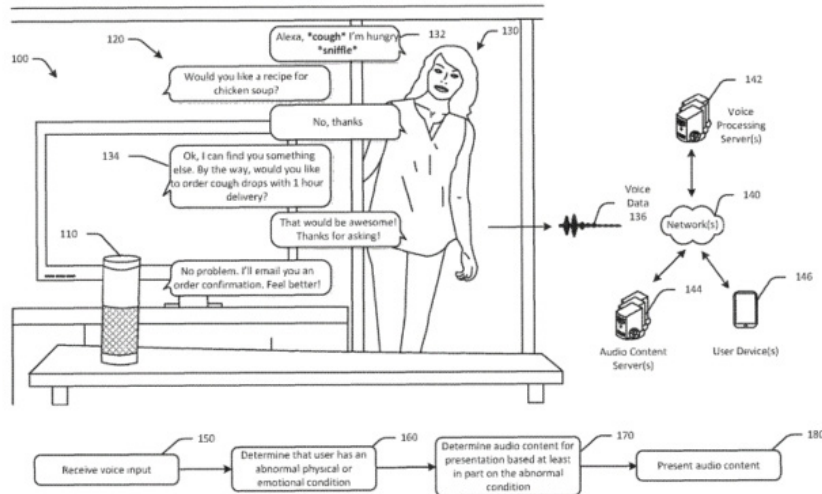 Alexa, *cough* I'm hungry
*sniffle*
132
130
120
100
Would you like a recipe for
chicken soup?
No, thanks
134
Ok, I can find you something
else. By the way, would you like
to order cough drops with 1 hour
delivery?
That would be awesome!
Thanks for asking!
110
No problem. I'll email you an
order confirmation. Feel better!
142
Voice
Processing
Server(s)
Voice
Data
136
140
Network(s)
144
146
Audio Content
Server(s)
User Device(s)
150
Receive voice input
160
Determine that user has an
abnormal physical or
emotional condition
170
Determine audio content for
presentation based at least
in part on the abnormal
condition
180
Present audio content